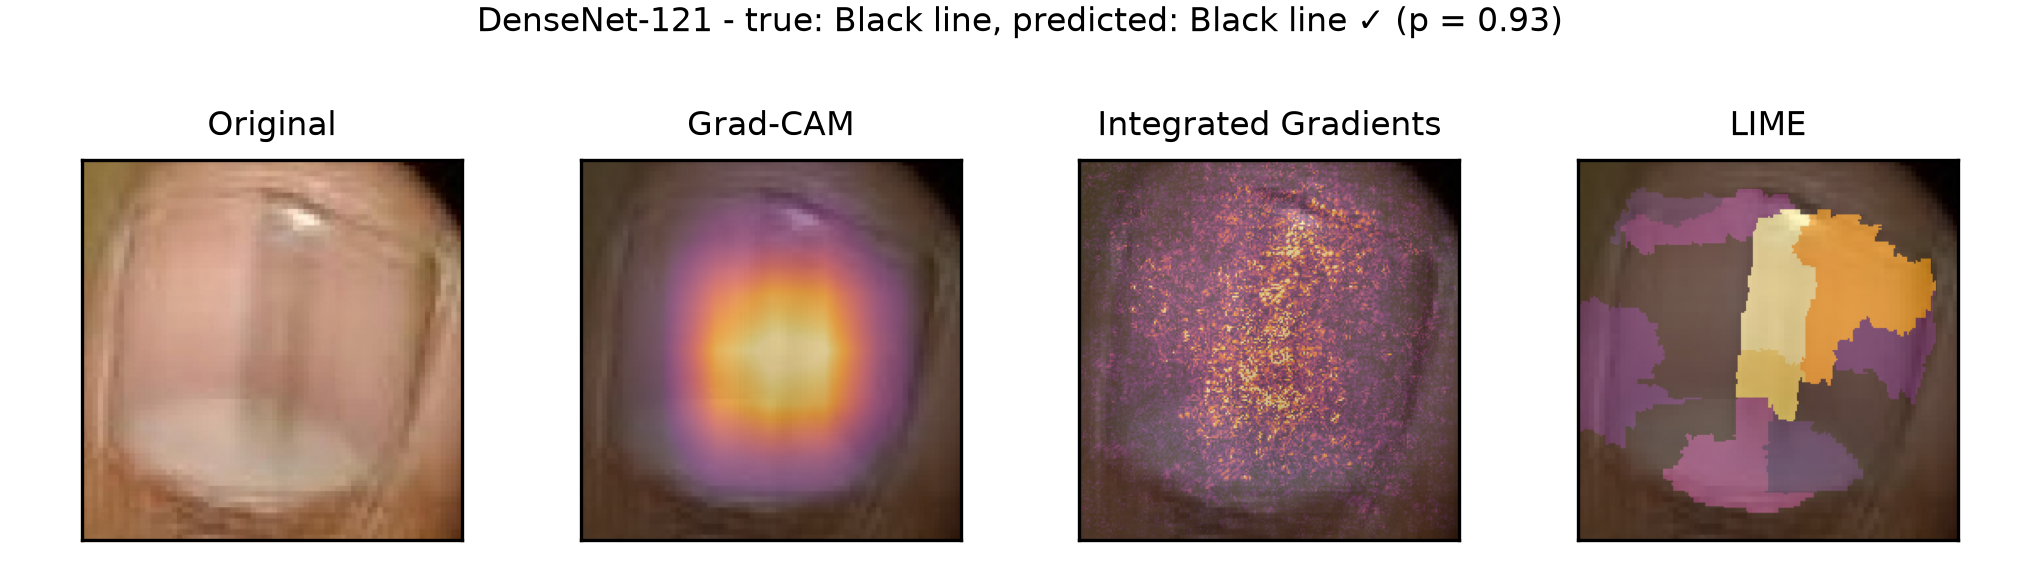 DenseNet-121 - true: Black line, predicted: Black line ✓ (p = 0.93)
Original
Grad-CAM
Integrated Gradients
LIME